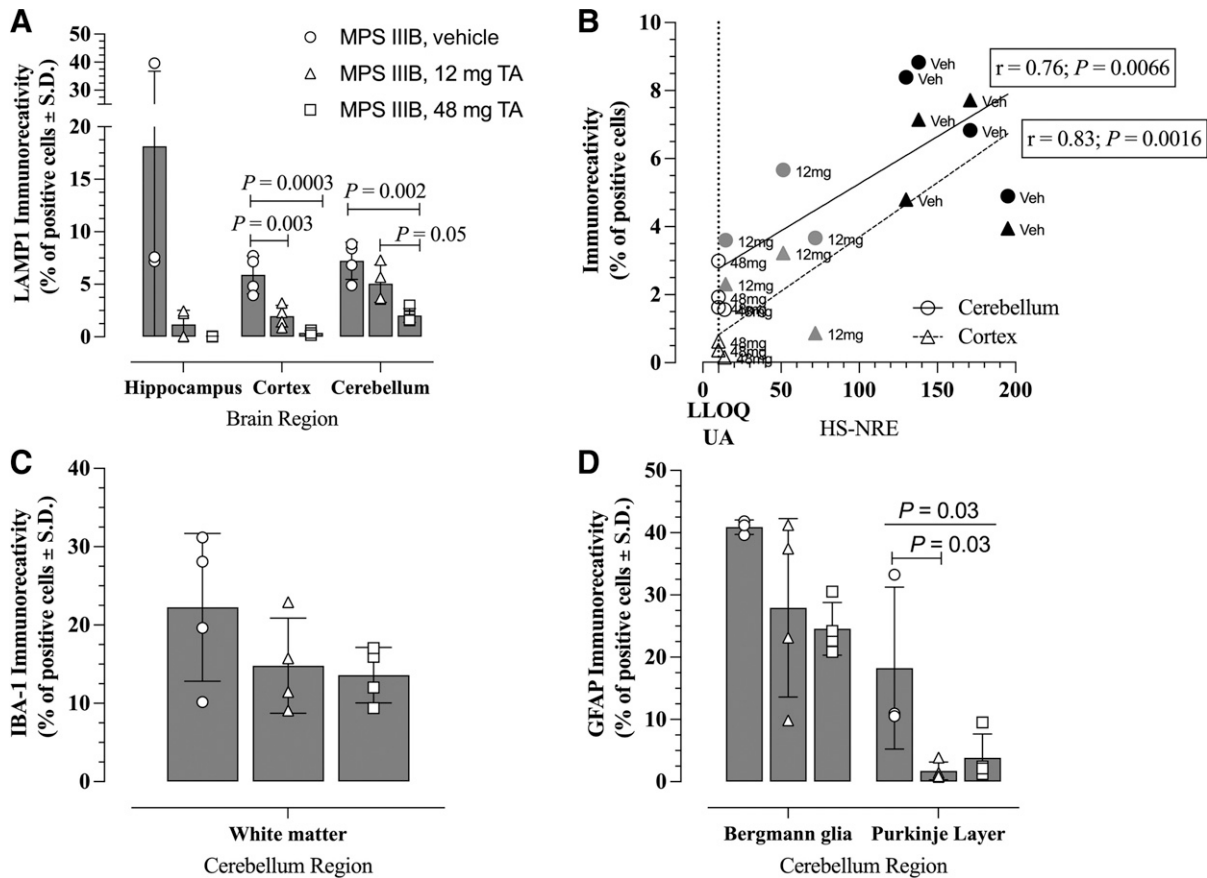 A
LAMP1 Immunorecativity
(% of positive cells ± S.D.)
50
40
30
20
15
10
5
0
MPS IIIB, vehicle
MPS IIIB, 12 mg TA
MPS IIIB, 48 mg TA
P = 0.0003
P = 0.003
P = 0.002
P = 0.05
Hippocampus Cortex Cerebellum
Brain Region
B
Immunorecativity
(% of positive cells)
10
8
6
4
2
0
r = 0.76; P = 0.0066
r = 0.83; P = 0.0016
Veh
Veh
Veh
Veh
Veh
Veh
Veh
Veh
12mg
12mg
12mg
12mg
12mg
12mg
48mg
48mg
48mg
48mg
48mg
48mg
48mg
Cerebellum
Cortex
0 50 100 150 200
LLOQ
UA
HS-NRE
C
IBA-1 Immunorecativity
(% of positive cells ± S.D.)
40
30
20
10
0
White matter
Cerebellum Region
D
GFAP Immunorecativity
(% of positive cells ± S.D.)
50
40
30
20
10
0
P = 0.03
P = 0.03
Bergmann glia Purkinje Layer
Cerebellum Region